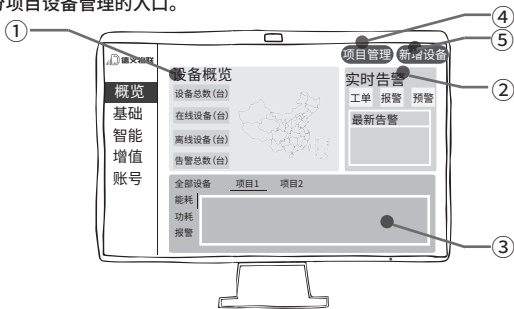 项目设备管理的入口。
④
①
⑤
项目管理 新增设备
德义物联
设备概览
实时告警
②
概览
设备总数(台)
工单 报警 预警
基础
在线设备(台)
最新告警
智能
离线设备(台)
增值
告警总数(台)
账号
全部设备 项目1 项目2
能耗
功耗
报警
③